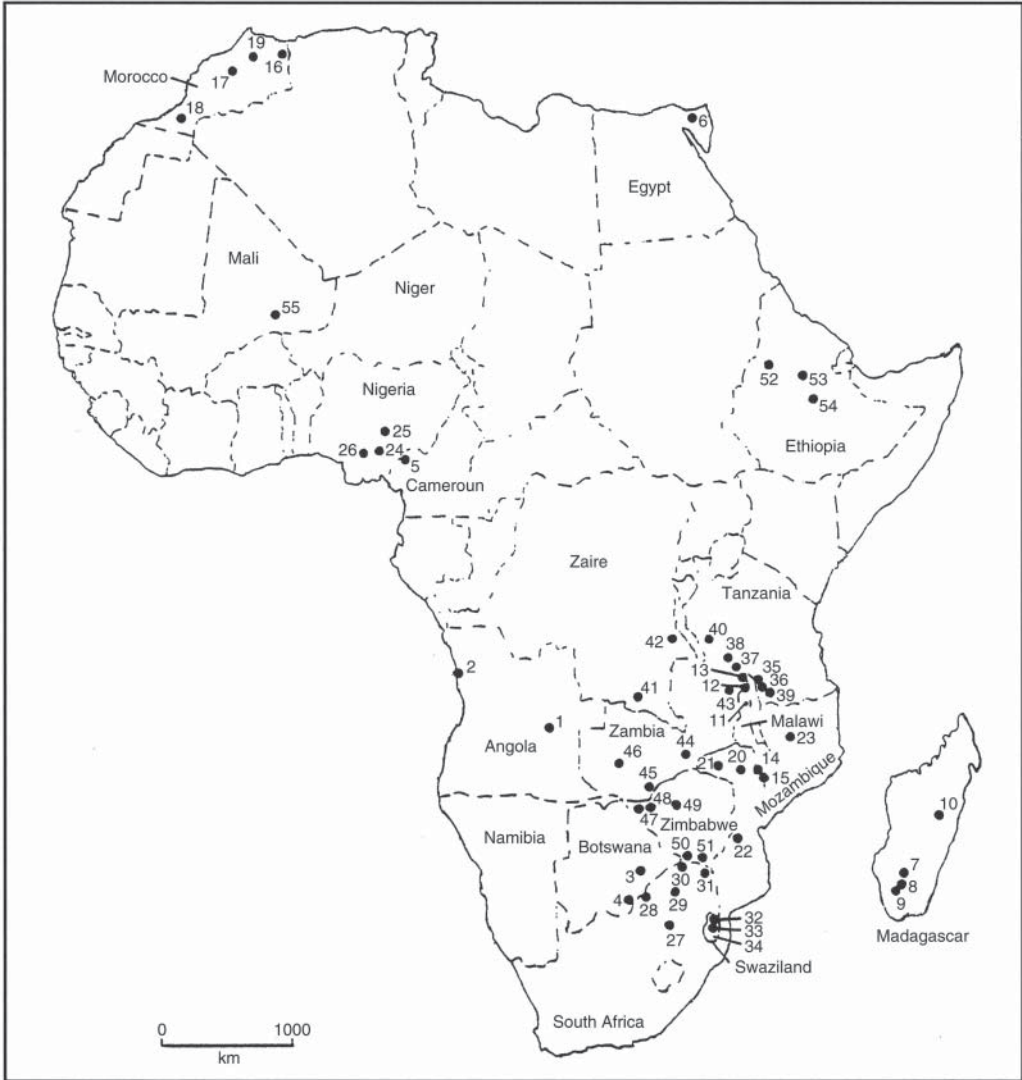 19
16
17
Morocco
18
6
Egypt
Mali
Niger
55
52
53
54
Nigeria
25
24
26
5
Ethiopia
Cameroun
Zaire
Tanzania
42
40
38
37
13
35
36
12
39
43
41
11
2
1
Malawi
23
Zambia
Angola
44
46
21
20
14
15
Mozambique
45
48
49
47
10
Namibia
Zimbabwe
Botswana
22
50
51
3
30
31
7
8
9
4
28
29
27
32
33
34
Madagascar
Swaziland
South Africa
0
1000
km